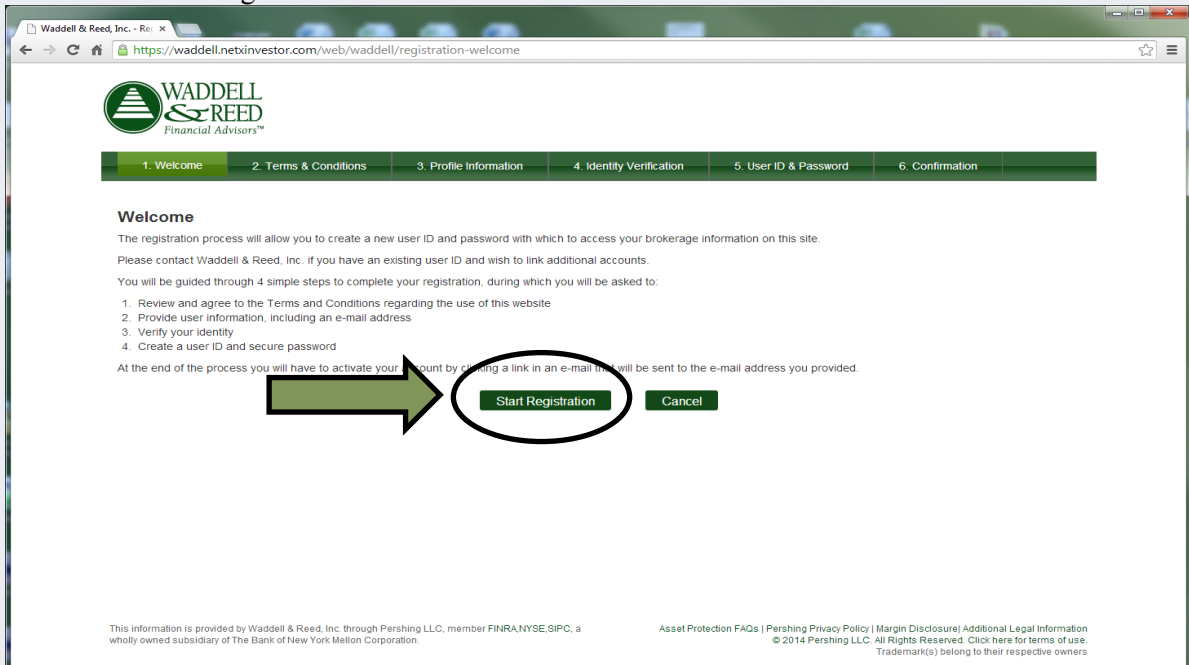 Waddell & Reed, Inc. - Re
https://waddell.netxinvestor.com/web/waddell/registration-welcome
WADDELL
& REED
Financial Advisors™
1. Welcome 2. Terms & Conditions 3. Profile Information 4. Identity Verification 5. User ID & Password 6. Confirmation
Welcome
The registration process will allow you to create a new user ID and password with which to access your brokerage information on this site.
Please contact Waddell & Reed, Inc. if you have an existing user ID and wish to link additional accounts.
You will be guided through 4 simple steps to complete your registration, during which you will be asked to:
1. Review and agree to the Terms and Conditions regarding the use of this website
2. Provide user information, including an e-mail address
3. Verify your identity
4. Create a user ID and secure password
At the end of the process you will have to activate your account by clicking a link in an e-mail that will be sent to the e-mail address you provided.
Start Registration Cancel
This information is provided by Waddell & Reed, Inc. through Pershing LLC, member FINRA,NYSE,SIPC, a
wholly owned subsidiary of The Bank of New York Mellon Corporation.
Asset Protection FAQs | Pershing Privacy Policy | Margin Disclosure| Additional Legal Information
© 2014 Pershing LLC. All Rights Reserved. Click here for terms of use.
Trademark(s) belong to their respective owners